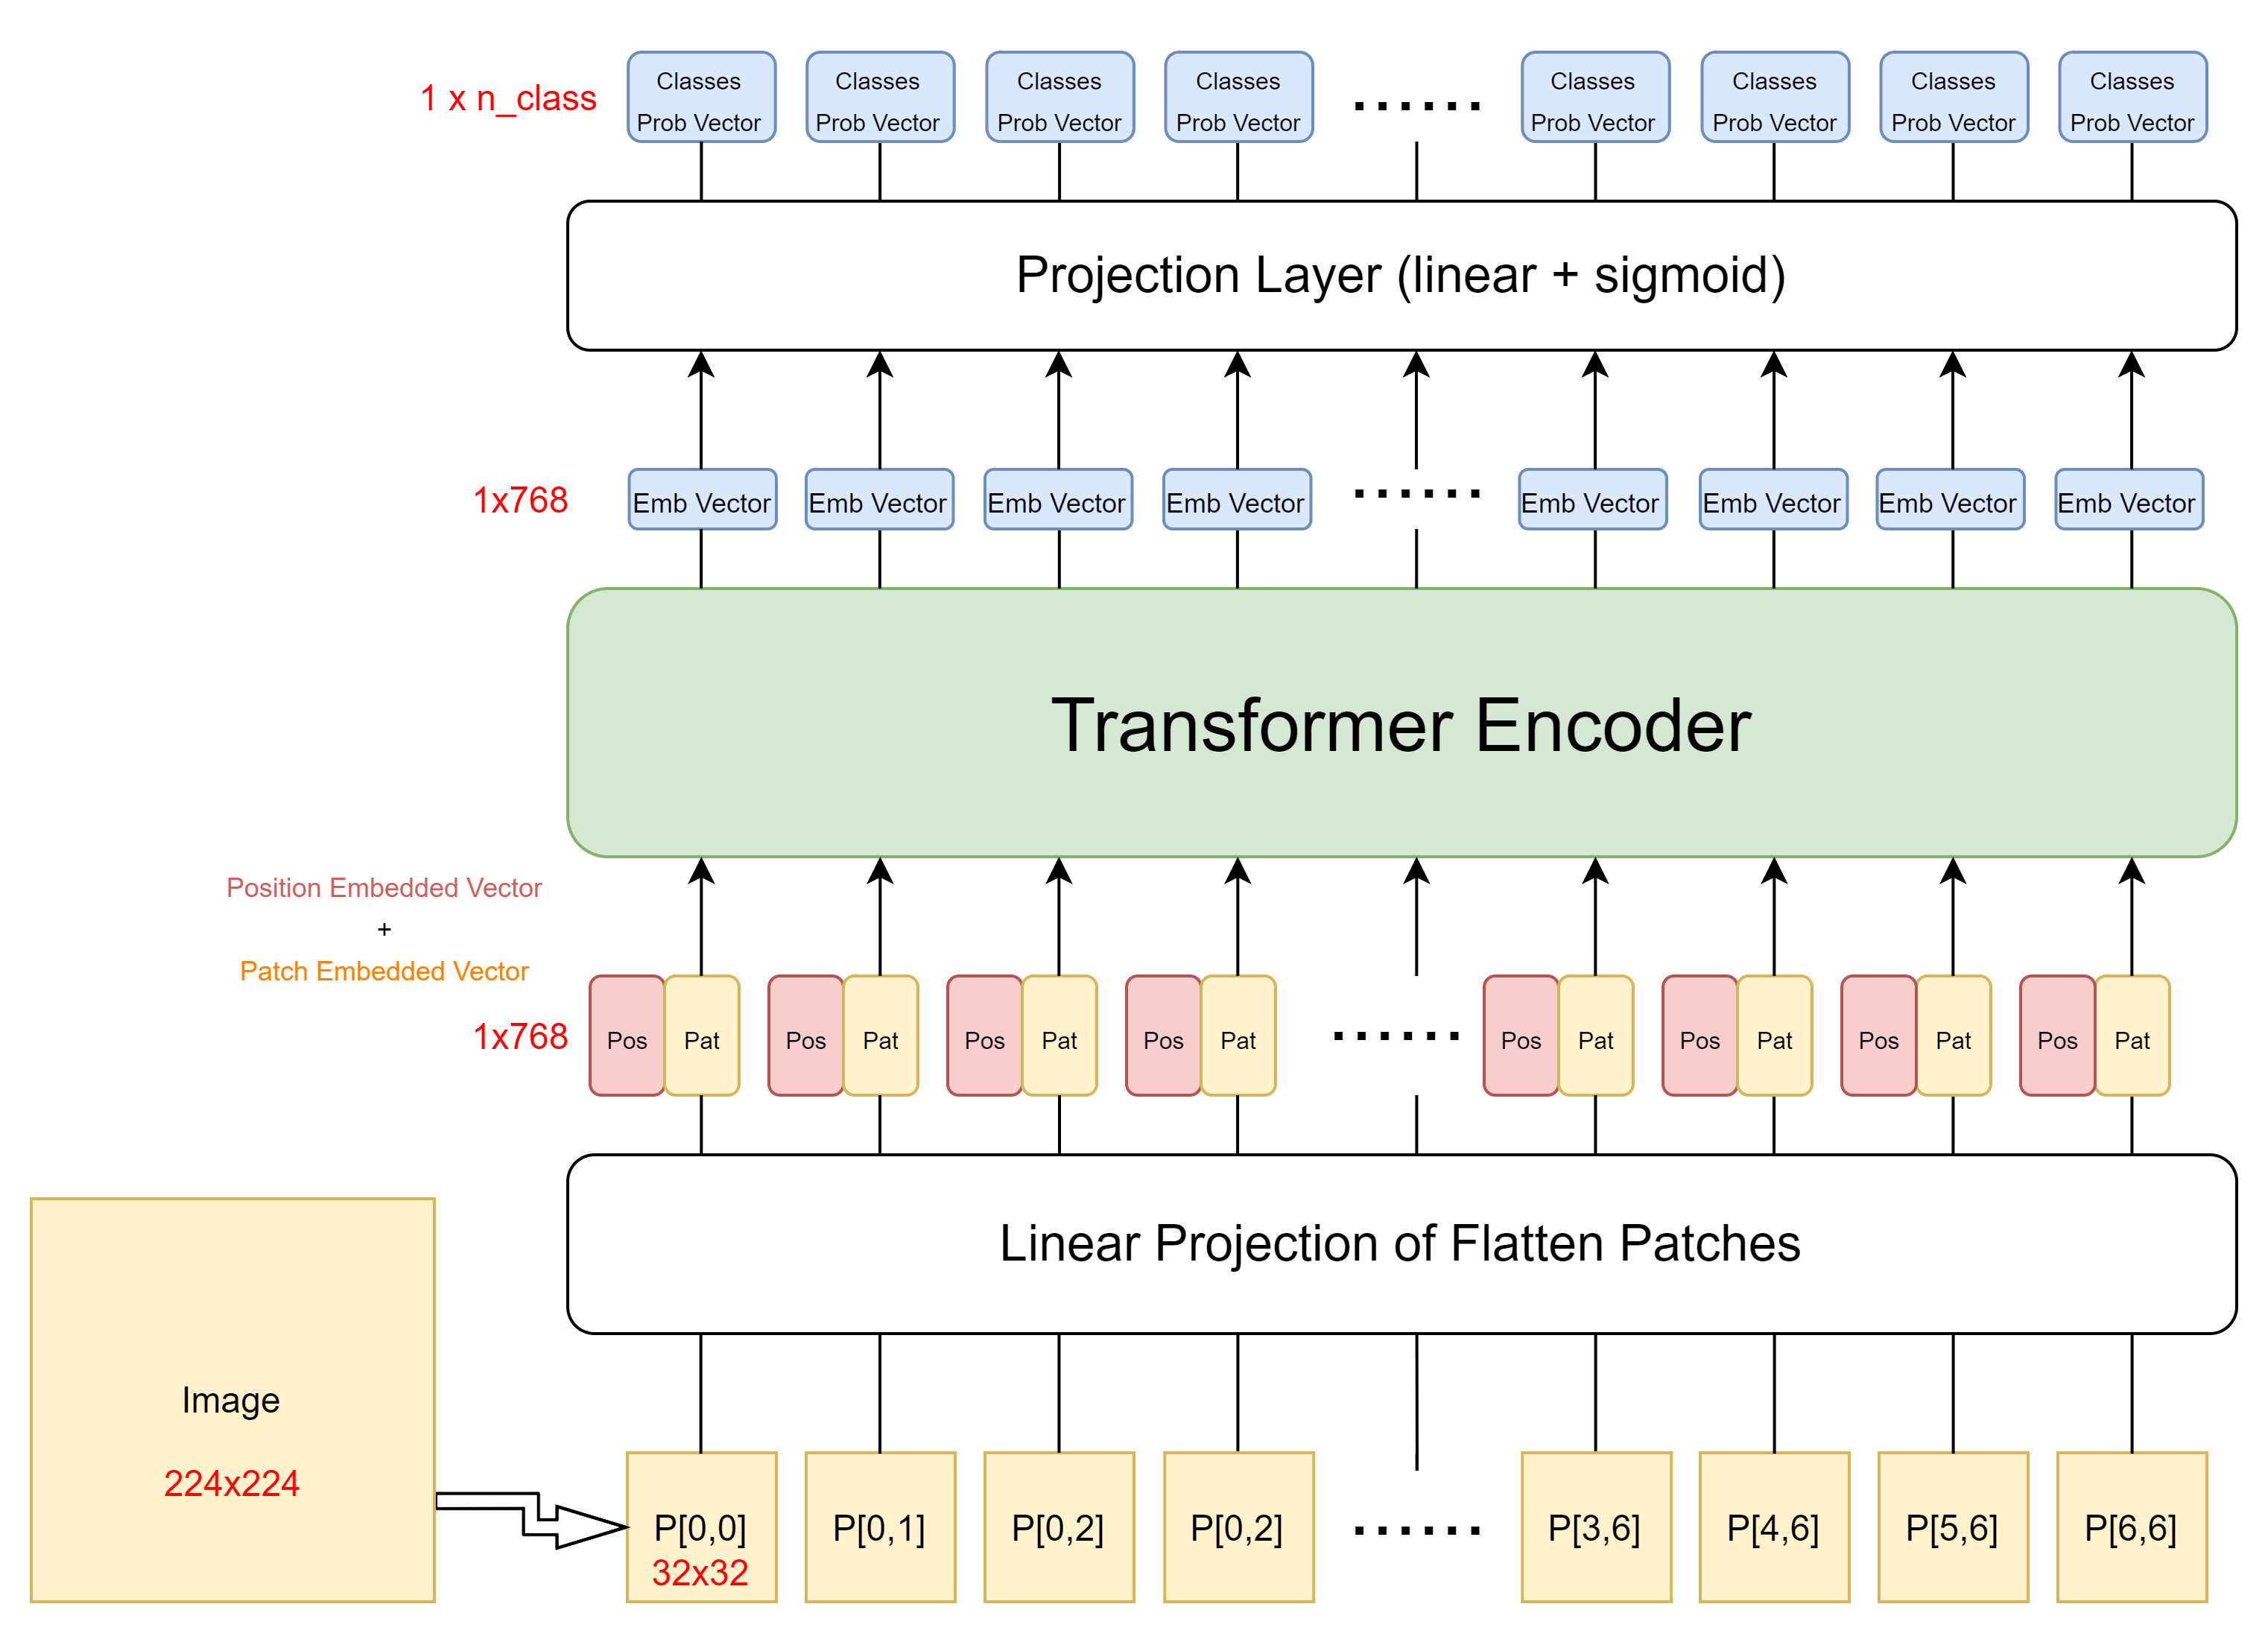 1 x n_class
Classes
Prob Vector
Classes
Prob Vector
Classes
Prob Vector
Classes
Prob Vector
......
Classes
Prob Vector
Classes
Prob Vector
Classes
Prob Vector
Classes
Prob Vector
Projection Layer (linear + sigmoid)
1x768
Emb Vector
Emb Vector
Emb Vector
Emb Vector
......
Emb Vector
Emb Vector
Emb Vector
Emb Vector
Transformer Encoder
Position Embedded Vector
+
Patch Embedded Vector
1x768
Pos
Pat
Pos
Pat
Pos
Pat
Pos
Pat
......
Pos
Pat
Pos
Pat
Pos
Pat
Pos
Pat
Linear Projection of Flatten Patches
Image
224x224
P[0,0]
32x32
P[0,1]
P[0,2]
P[0,2]
......
P[3,6]
P[4,6]
P[5,6]
P[6,6]